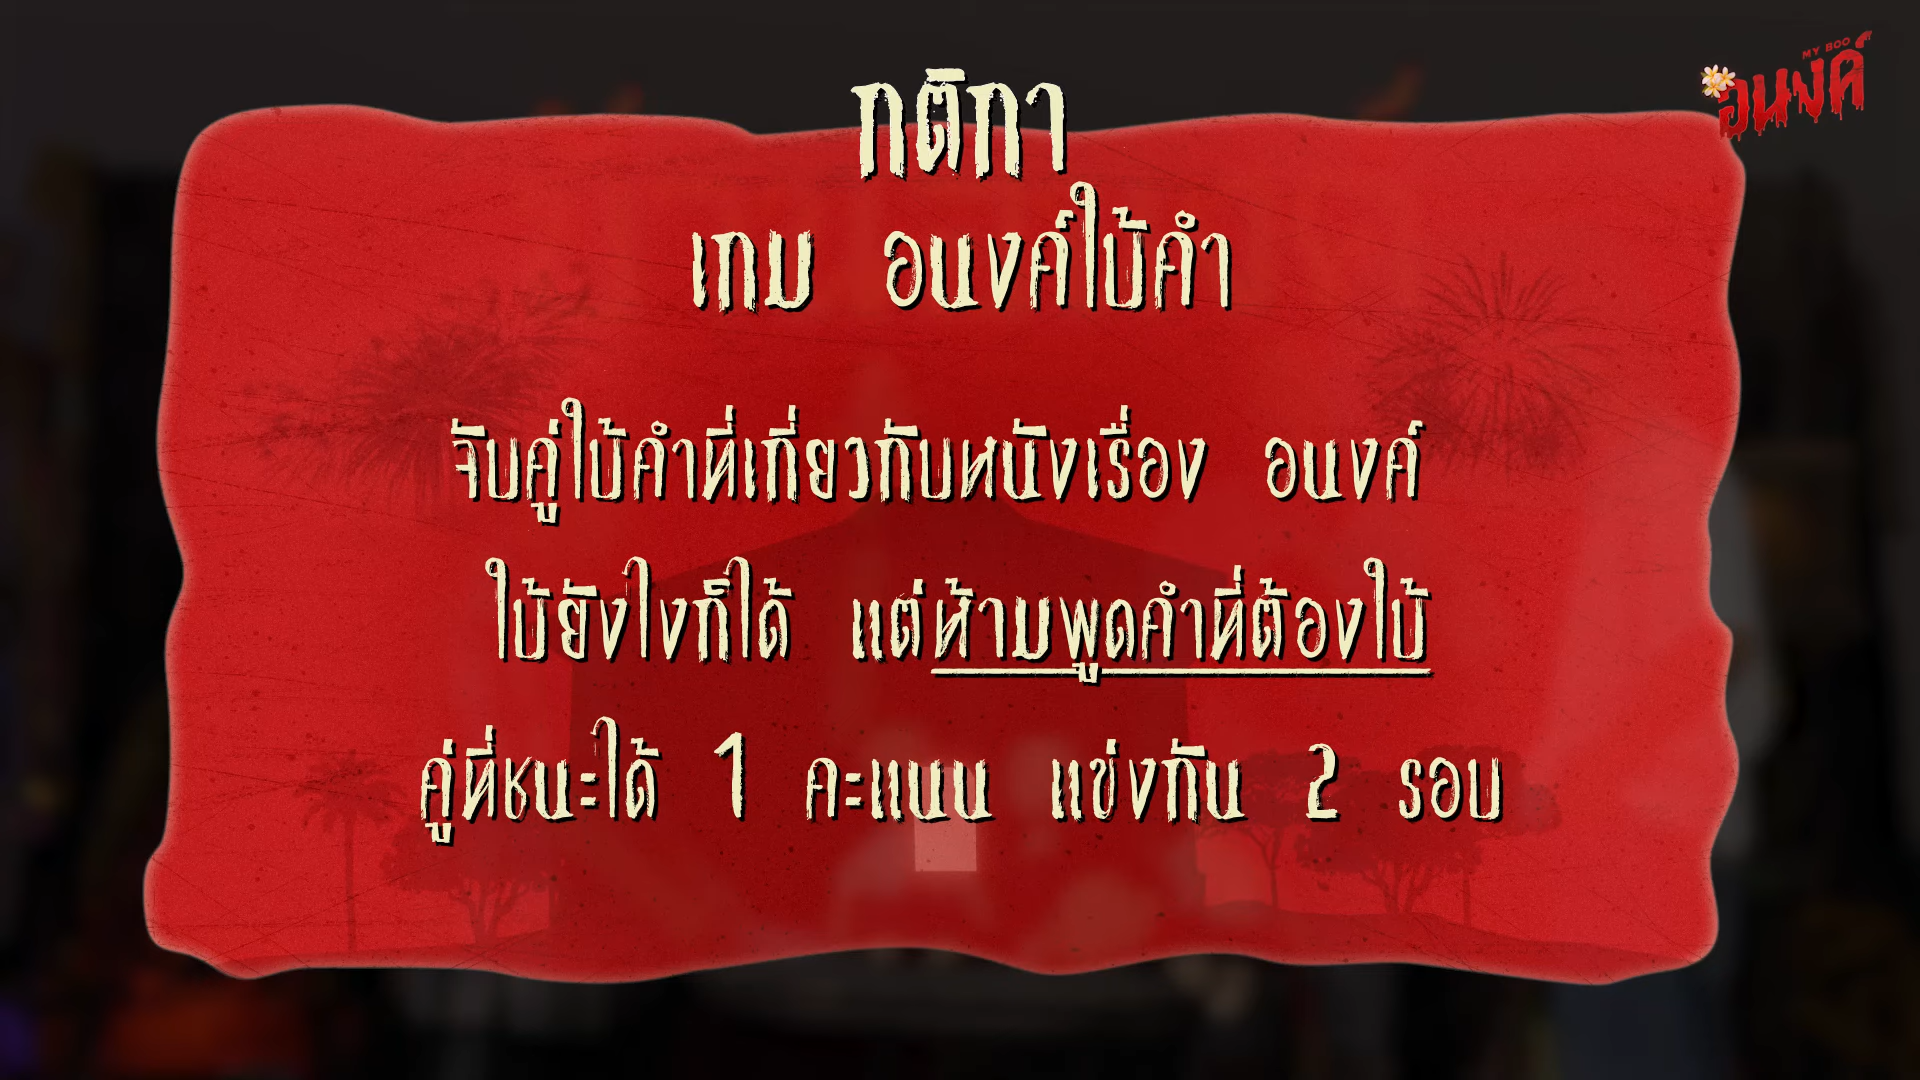 MY BOO
อนงค์
กติกา
เกม อนงค์ใบ้คำ
จับคู่ใบ้คำที่เกี่ยวกับหนังเรื่อง อนงค์
ใบ้ยังไงก็ได้ แต่ห้ามพูดคำที่ต้องใบ้
คู่ที่ชนะได้ 1 คะแนน แข่งกัน 2 รอบ